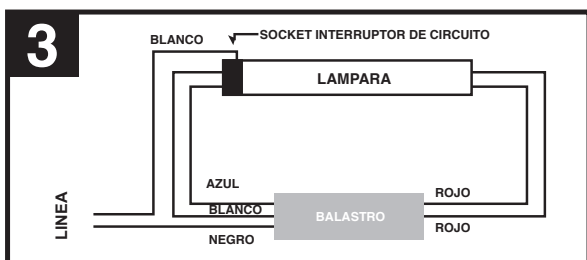 3
BLANCO
SOCKET INTERRUPTOR DE CIRCUITO
LAMPARA
LINEA
AZUL
BLANCO
NEGRO
BALASTRO
ROJO
ROJO